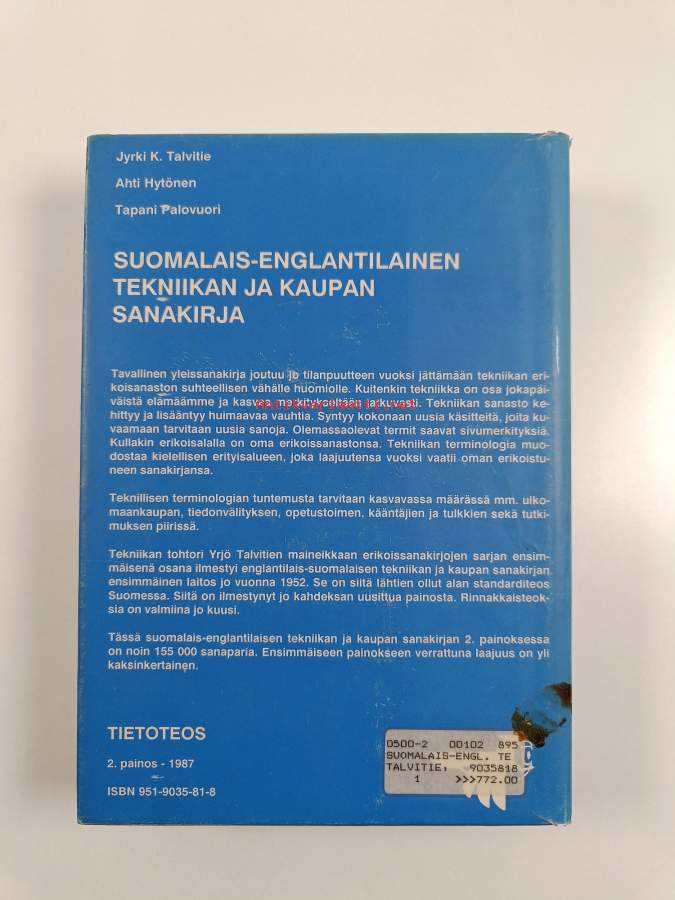 Jyrki K. Talvitie
Ahti Hytönen
Tapani Palovuori
SUOMALAIS-ENGLANTILAINEN
TEKNIIKAN JA KAUPAN
SANAKIRJA
Tavallinen yleissanakirja joutuu jo tilanpuutteen vuoksi jättämään tekniikan eri-
koisanaston suhteellisen vähälle huomiolle. Kuitenkin tekniikka on osa jokapäi-
väistä elämäämme ja kasvaa merkitykseltään jatkuvasti. Tekniikan sanasto ke-
hittyy ja lisääntyy huimaavaa vauhtia. Syntyy kokonaan uusia käsitteitä, joita ku-
vaamaan tarvitaan uusia sanoja. Olemassaolevat termit saavat sivumerkityksiä.
Kullakin erikoisalalla on oma erikoissanastonsa. Tekniikan terminologia muo-
dostaa kielellisen erityisalueen, joka laajuutensa vuoksi vaatii oman erikoistu-
neen sanakirjansa.
Teknillisen terminologian tuntemusta tarvitaan kasvavassa määrässä mm. ulko-
maankaupan, tiedonvälityksen, opetustoimen, kääntäjien ja tulkkien sekä tutki-
muksen piirissä.
Tekniikan tohtori Yrjö Talvitien maineikkaan erikoissanakirjojen sarjan ensim-
mäisenä osana ilmestyi englantilais-suomalaisen tekniikan ja kaupan sanakirjan
ensimmäinen laitos jo vuonna 1952. Se on siitä lähtien ollut alan standarditeos
Suomessa. Siitä on ilmestynyt jo kahdeksan uusittua painosta. Rinnakkaisteok-
sia on valmiina jo kuusi.
Tässä suomalais-englantilaisen tekniikan ja kaupan sanakirjan 2. painoksessa
on noin 155 000 sanaparia. Ensimmäiseen painokseen verrattuna laajuus on yli
kaksinkertainen.
TIETOTEOS
2. painos - 1987
ISBN 951-9035-81-8
0500-2 00102 895
SUOMALAIS-ENGL. TE
TALVITIE, 9035818
1 >>>772.00